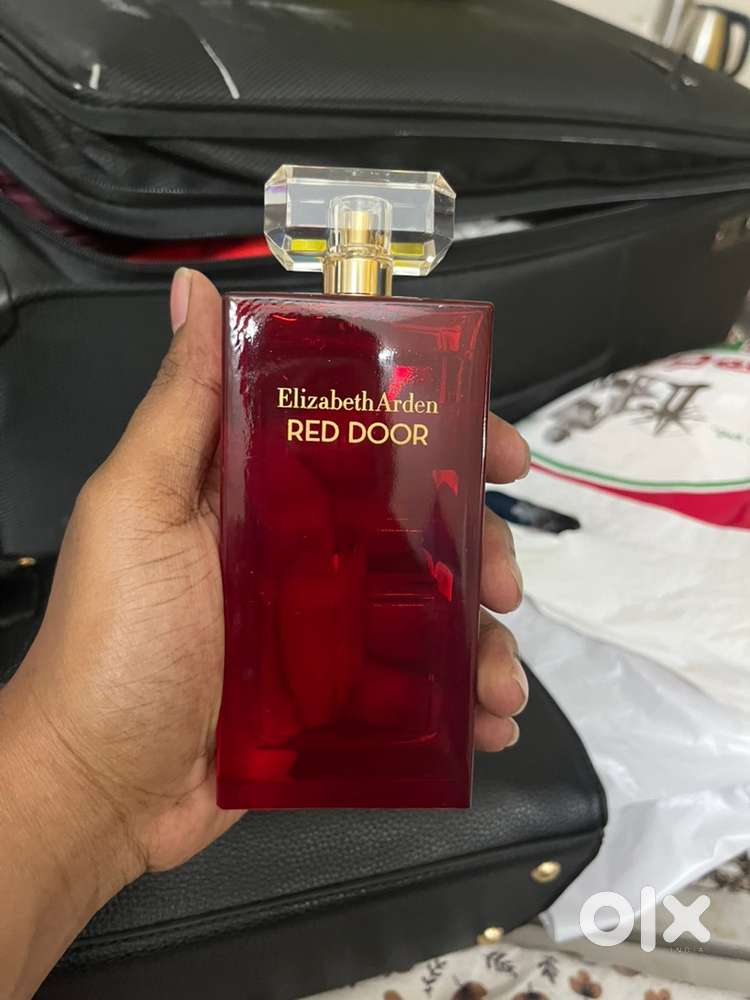 ElizabethArden
RED DOOR
olx